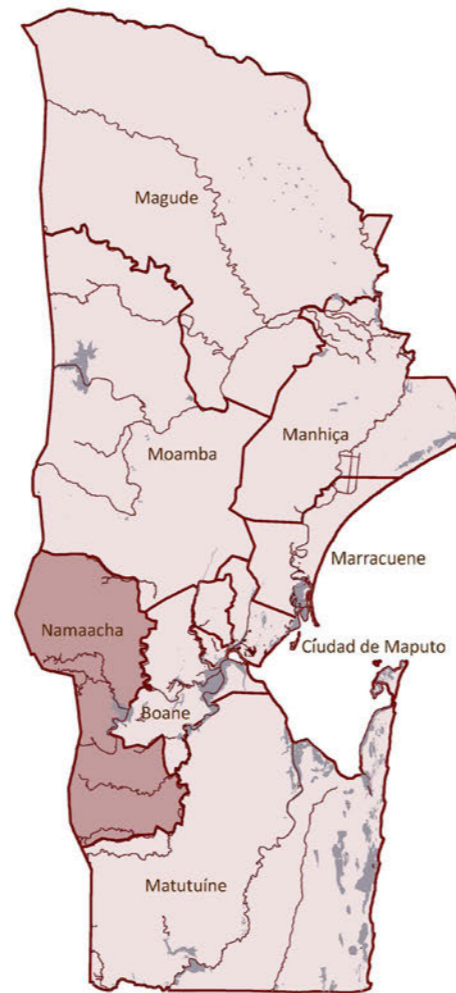 Magude
Manhiça
Moamba
Marracuene
Namaacha
Ciudad de Maputo
Boane
Matutuíne